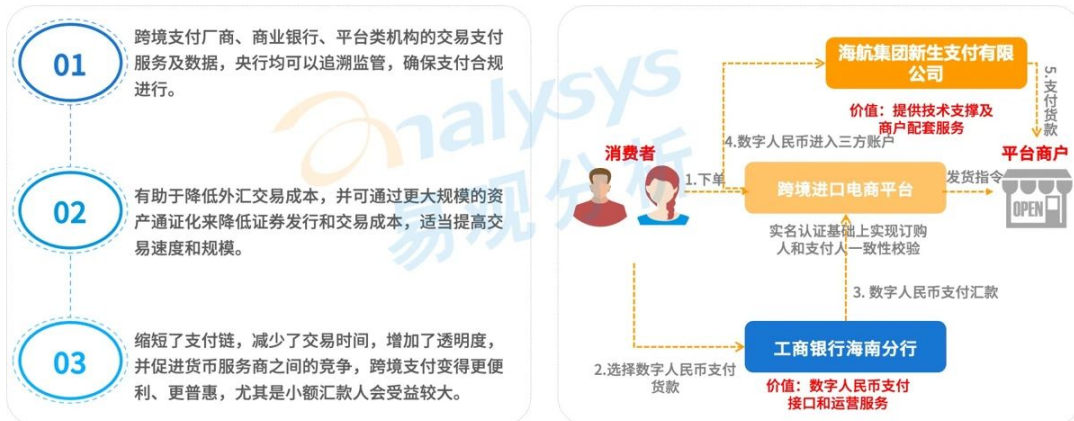 01
跨境支付厂商、商业银行、平台类机构的交易支付
服务及数据，央行均可以追溯监管，确保支付合规
进行。
02
有助于降低外汇交易成本，并可通过更大规模的资
产通证化来降低证券发行和交易成本，适当提高交
易速度和规模。
03
缩短了支付链，减少了交易时间，增加了透明度，
并促进货币服务商之间的竞争，跨境支付变得更便
利、更普惠，尤其是小额汇款人会受益较大。
analysys
易观分析
海航集团新生支付有限
公司
价值：提供技术支撑及
商户配套服务
5.支付货款
4.数字人民币进入三方账户
消费者
平台商户
1.下单
跨境进口电商平台
发货指令
OPEN
实名认证基础上实现订购
人和支付人一致性校验
3. 数字人民币支付汇款
工商银行海南分行
2.选择数字人民币支付
货款
价值：数字人民币支付
接口和运营服务